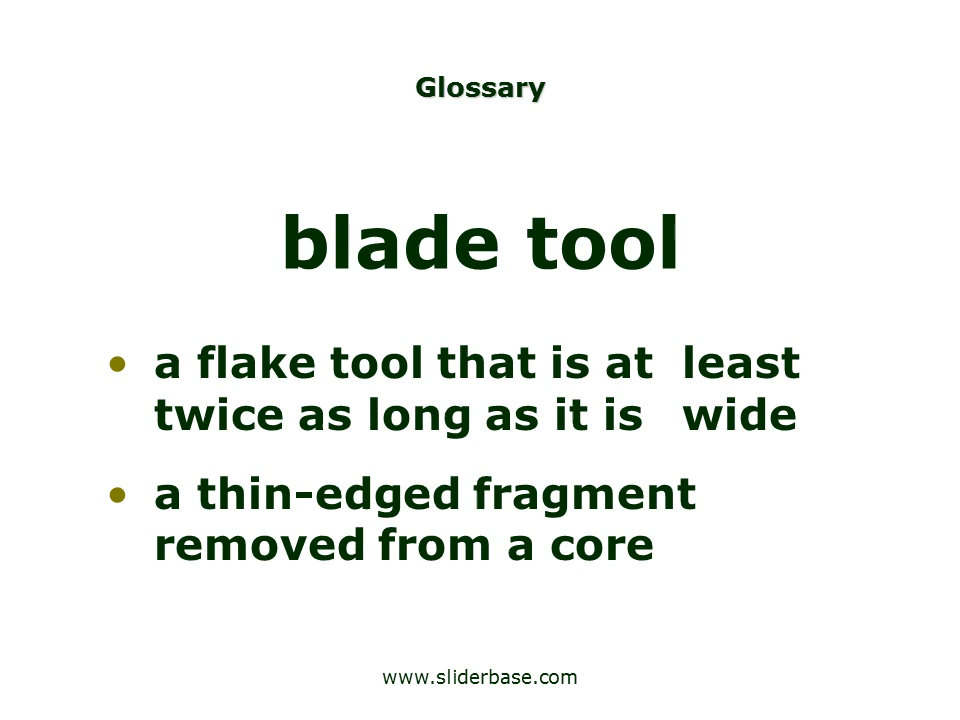 Glossary
blade tool
• a flake tool that is at least
twice as long as it is wide
• a thin-edged fragment
removed from a core
www.sliderbase.com